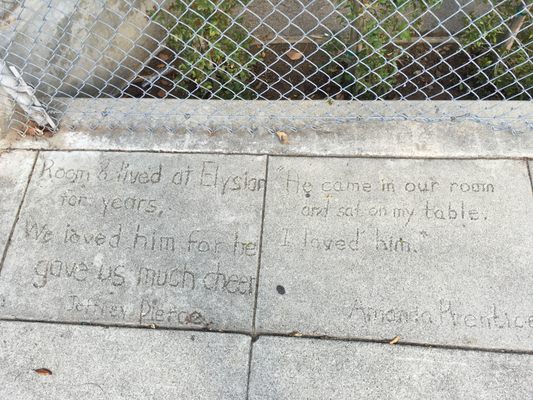 Room 8 lived at Elysian
for years,
We loved him for he
gave us much cheer
Jeffrey Pierce
"He came in our room
and sat on my table.
I loved him."
Amanda Prentice